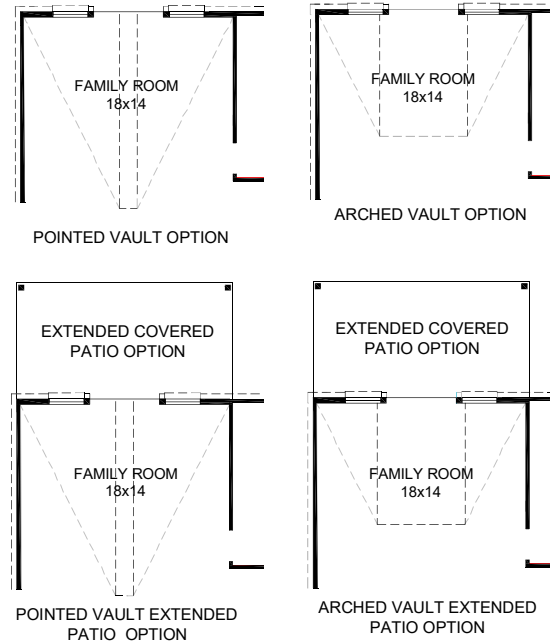 FAMILY ROOM
18x14
POINTED VAULT OPTION
FAMILY ROOM
18x14
ARCHED VAULT OPTION
EXTENDED COVERED
PATIO OPTION
FAMILY ROOM
18x14
POINTED VAULT EXTENDED
PATIO OPTION
EXTENDED COVERED
PATIO OPTION
FAMILY ROOM
18x14
ARCHED VAULT EXTENDED
PATIO OPTION